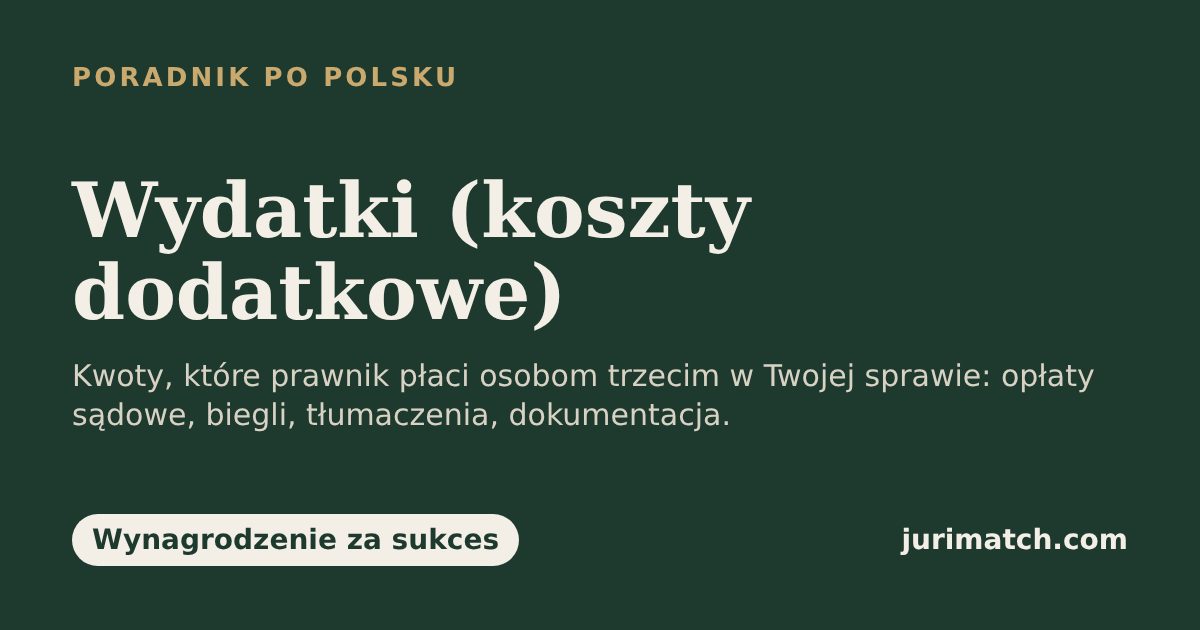 PORADNIK PO POLSKU
Wydatki (koszty
dodatkowe)
Kwoty, które prawnik płaci osobom trzecim w Twojej sprawie: opłaty
sądowe, biegli, tłumaczenia, dokumentacja.
Wynagrodzenie za sukces
jurimatch.com